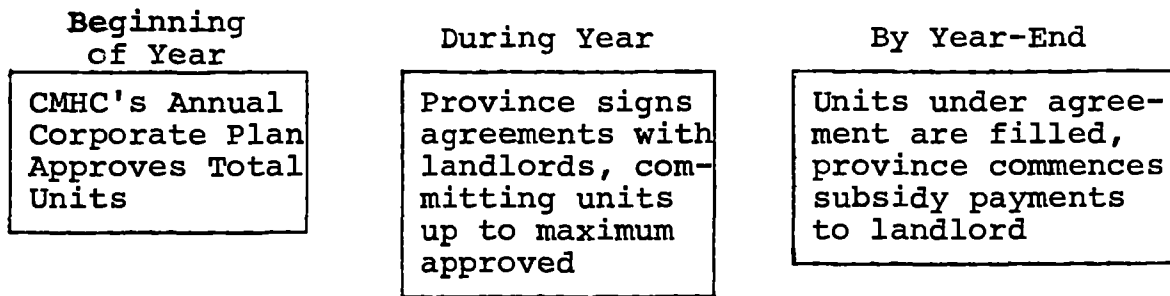 Beginning
of Year
CMHC's Annual
Corporate Plan
Approves Total
Units
During Year
Province signs
agreements with
landlords, com-
mitting units
up to maximum
approved
By Year-End
Units under agree-
ment are filled,
province commences
subsidy payments
to landlord